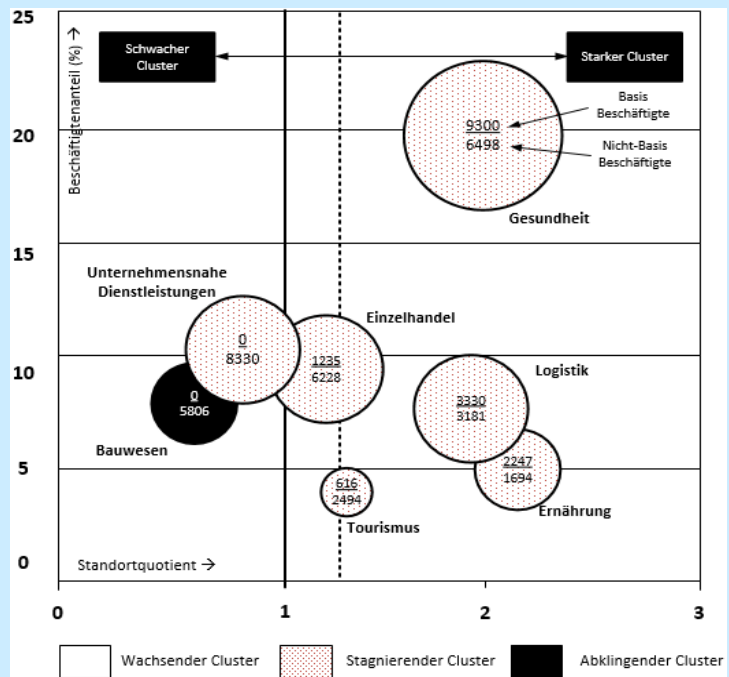 25
Beschäftigtenanteil (%) →
Schwacher
Cluster
Starker Cluster
20
9300
6498
Basis
Beschäftigte
Nicht-Basis
Beschäftigte
Gesundheit
15
Unternehmensnahe
Dienstleistungen
0
8330
Einzelhandel
1235
6228
10
Logistik
3330
3181
0
5806
Bauwesen
5
2247
1694
Ernährung
616
2494
Tourismus
0
Standortquotient →
0 1 2 3
Wachsender Cluster Stagnierender Cluster Abklingender Cluster